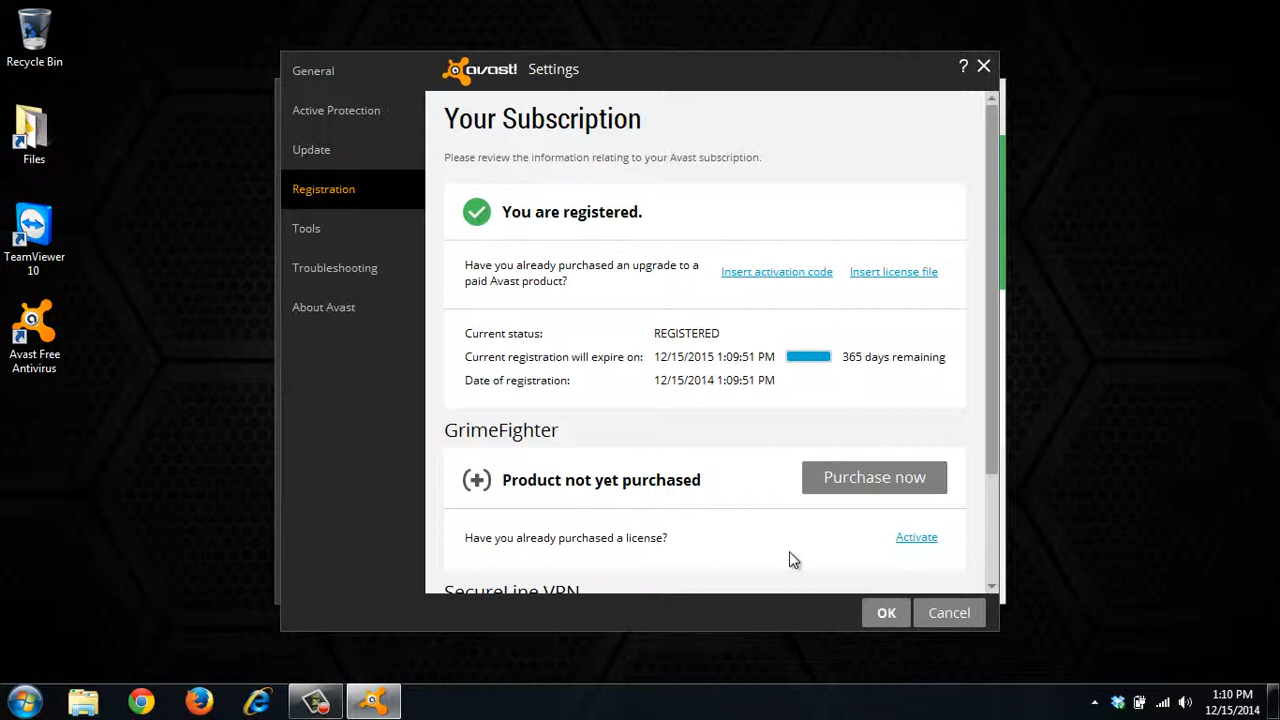 Recycle Bin
Files
TeamViewer
10
Avast Free
Antivirus
General
Active Protection
Update
Registration
Tools
Troubleshooting
About Avast
avast! Settings
?
Your Subscription
Please review the information relating to your Avast subscription.
You are registered.
Have you already purchased an upgrade to a
paid Avast product?
Insert activation code
Insert license file
Current status: REGISTERED
Current registration will expire on: 12/15/2015 1:09:51 PM 365 days remaining
Date of registration: 12/15/2014 1:09:51 PM
GrimeFighter
Product not yet purchased
Purchase now
Have you already purchased a license?
Activate
SecureLine VPN
OK
Cancel
1:10 PM
12/15/2014